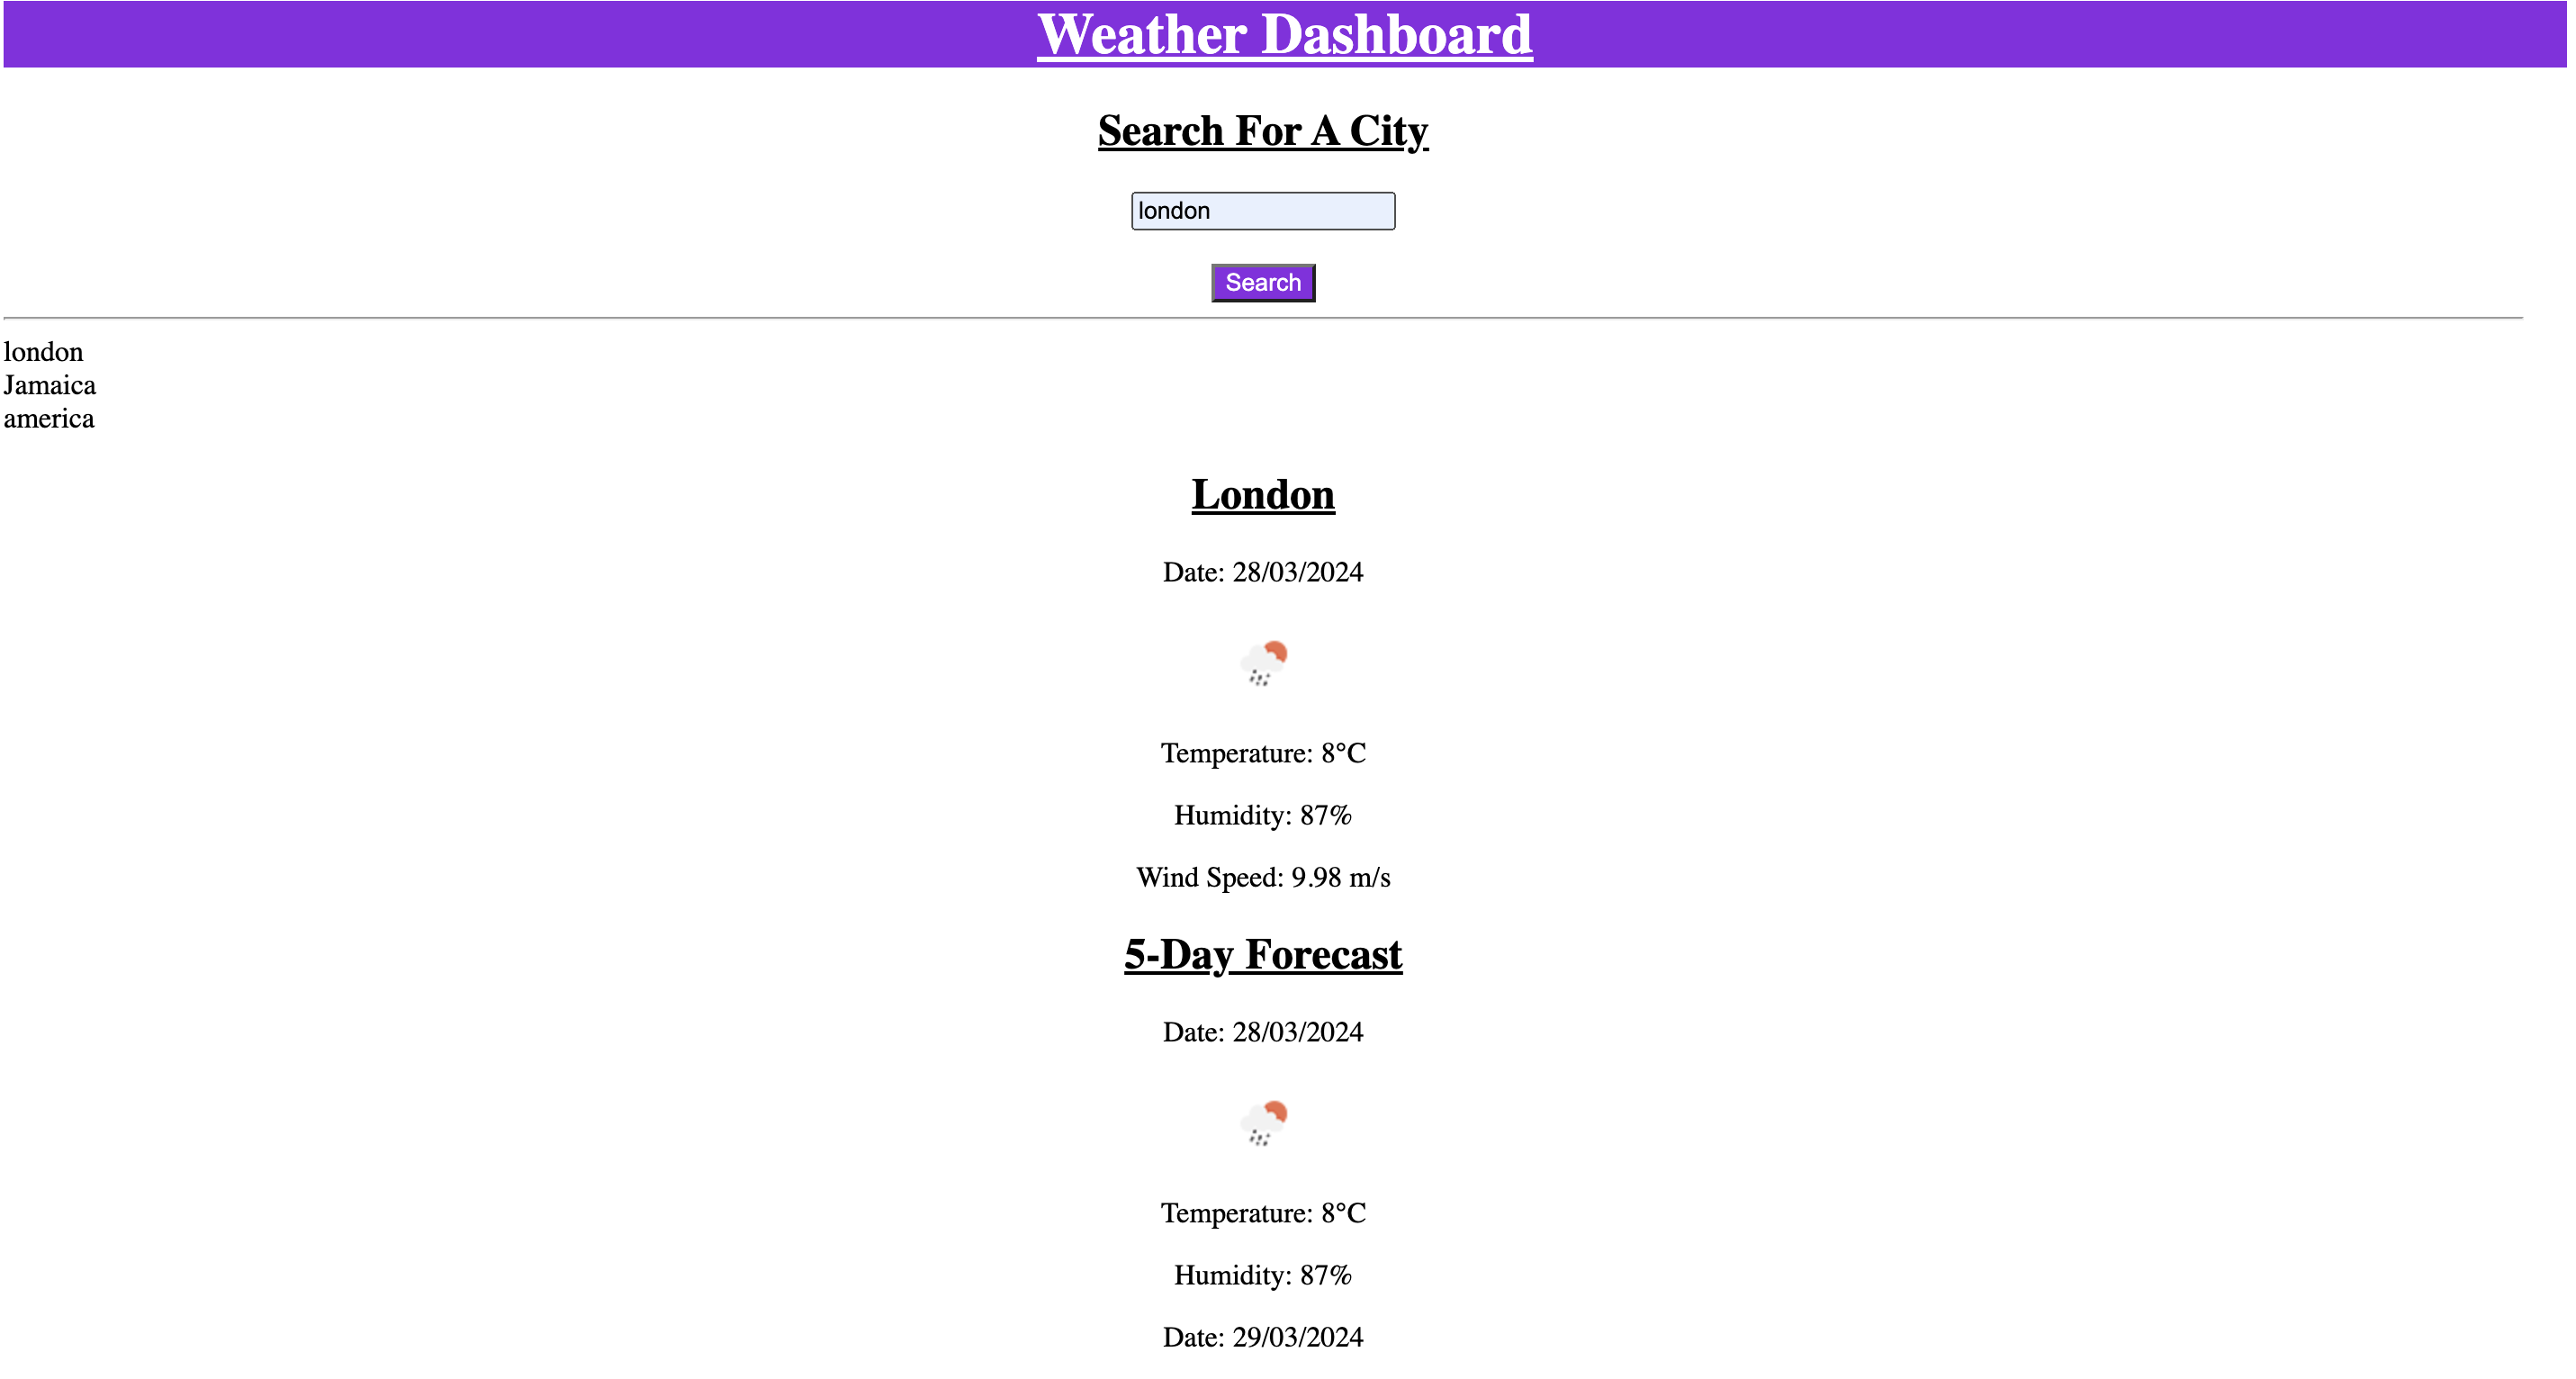 Weather Dashboard
Search For A City
london
Search
london
Jamaica
america
London
Date: 28/03/2024
Temperature: 8°C
Humidity: 87%
Wind Speed: 9.98 m/s
5-Day Forecast
Date: 28/03/2024
Temperature: 8°C
Humidity: 87%
Date: 29/03/2024